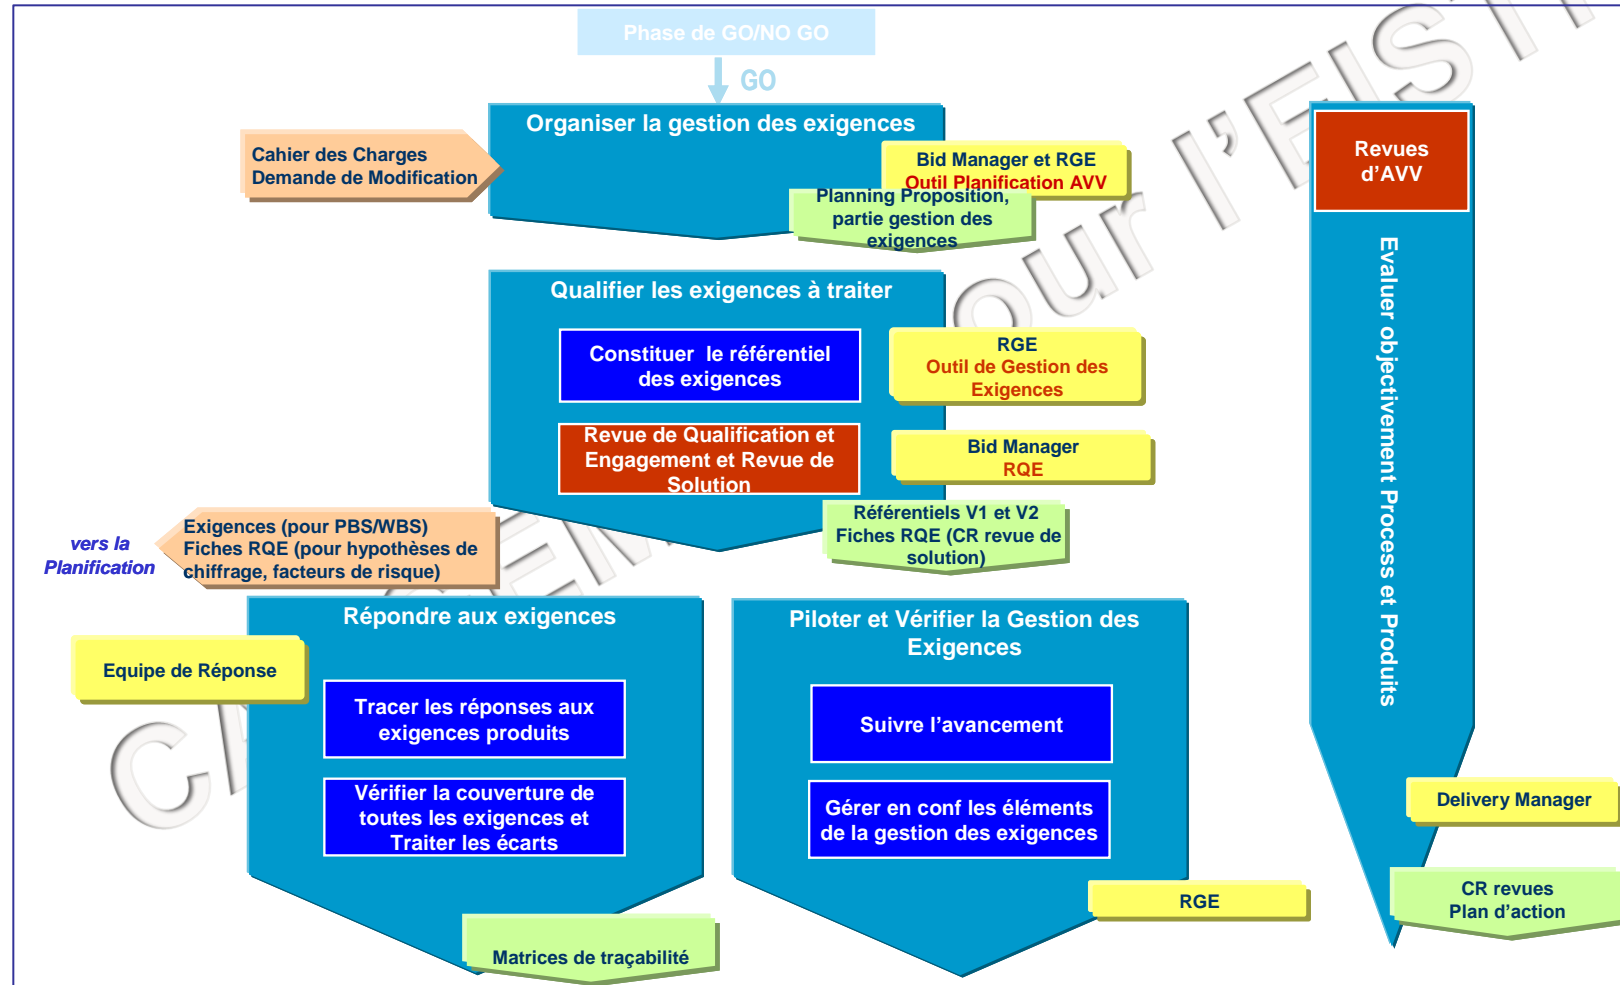 Phase de GO/NO GO
GO
Organiser la gestion des exigences
Cahier des Charges
Demande de Modification
Bid Manager et RGE
Outil Planification AVV
Planning Proposition,
partie gestion des
exigences
Revues
d’AVV
Evaluer objectivement Process et Produits
Qualifier les exigences à traiter
Constituer le référentiel
des exigences
RGE
Outil de Gestion des
Exigences
Revue de Qualification et
Engagement et Revue de
Solution
Bid Manager
RQE
Référentiels V1 et V2
Fiches RQE (CR revue de
solution)
vers la
Planification
Exigences (pour PBS/WBS)
Fiches RQE (pour hypothèses de
chiffrage, facteurs de risque)
Répondre aux exigences
Equipe de Réponse
Tracer les réponses aux
exigences produits
Vérifier la couverture de
toutes les exigences et
Traiter les écarts
Matrices de traçabilité
Piloter et Vérifier la Gestion des
Exigences
Suivre l’avancement
Gérer en conf les éléments
de la gestion des exigences
RGE
Delivery Manager
CR revues
Plan d’action
our l’EISTI